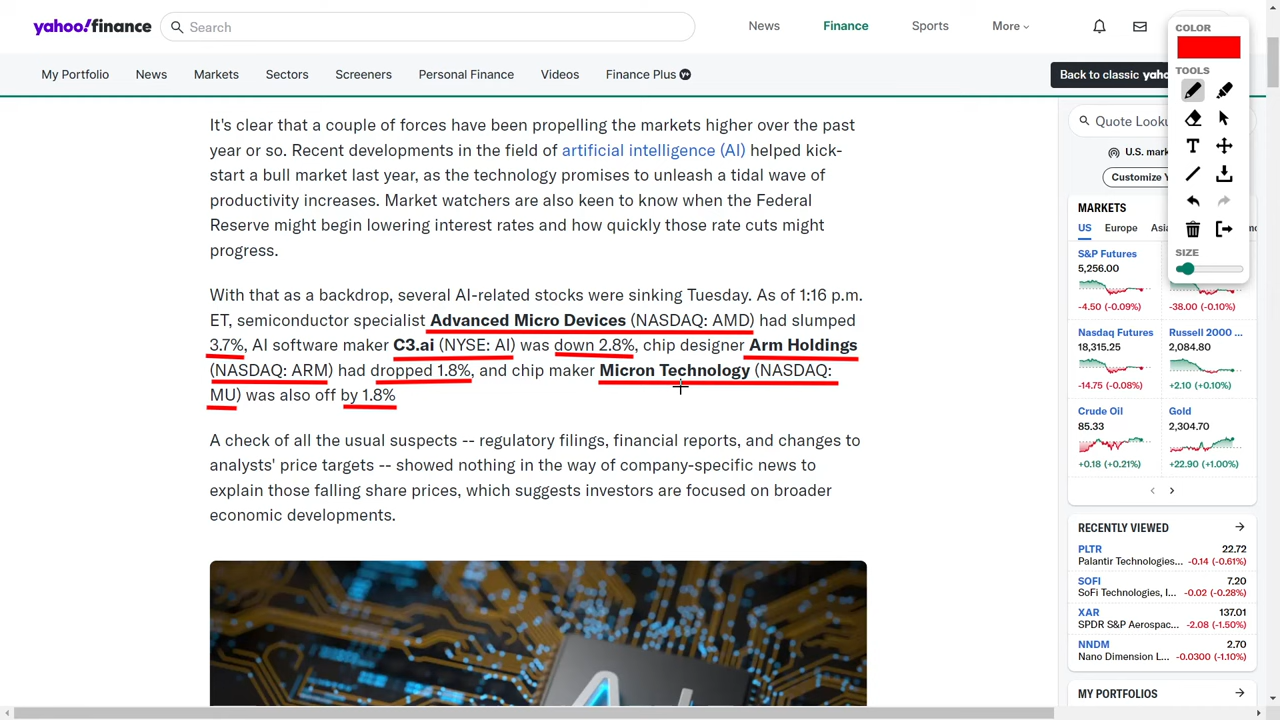 yahoo!finance
Search
News
Finance
Sports
More
COLOR
My Portfolio
News
Markets
Sectors
Screeners
Personal Finance
Videos
Finance Plus
Back to classic
TOOLS
It's clear that a couple of forces have been propelling the markets higher over the past
year or so. Recent developments in the field of artificial intelligence (AI) helped kick-
start a bull market last year, as the technology promises to unleash a tidal wave of
productivity increases. Market watchers are also keen to know when the Federal
Reserve might begin lowering interest rates and how quickly those rate cuts might
progress.
With that as a backdrop, several AI-related stocks were sinking Tuesday. As of 1:16 p.m.
ET, semiconductor specialist Advanced Micro Devices (NASDAQ: AMD) had slumped
3.7%, AI software maker C3.ai (NYSE: AI) was down 2.8%, chip designer Arm Holdings
(NASDAQ: ARM) had dropped 1.8%, and chip maker Micron Technology (NASDAQ:
MU) was also off by 1.8%
A check of all the usual suspects -- regulatory filings, financial reports, and changes to
analysts' price targets -- showed nothing in the way of company-specific news to
explain those falling share prices, which suggests investors are focused on broader
economic developments.
AI
Quote
U.S.
Customize
SIZE
MARKETS
US Europe
S&P Futures
5,256.00
-4.50 (-0.09%)
-38.00 (-0.10%)
Nasdaq Futures
18,315.25
-14.75 (-0.08%)
Russell 2000 ...
2,084.80
+2.10 (+0.10%)
Crude Oil
85.33
+0.18 (+0.21%)
Gold
2,304.70
+22.90 (+1.00%)
RECENTLY VIEWED
PLTR 22.72
Palantir Technologies... -0.14 (-0.61%)
SOFI 7.20
SoFi Technologies, I... -0.02 (-0.28%)
XAR 137.01
SPDR S&P Aerospac... -2.08 (-1.50%)
NNDM 2.70
Nano Dimension L... -0.0300 (-1.10%)
MY PORTFOLIOS